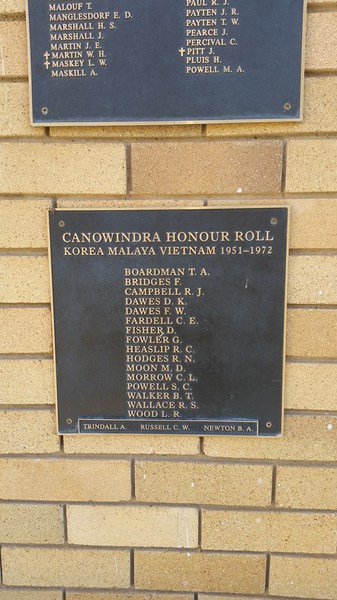 MALOUF T.
MANGLESDORF E. D.
MARSHALL H. S.
MARSHALL J.
MARTIN J. E.
✝MARTIN W. H.
✝MASKEY L. W.
MASKILL A.
PAUL R. J.
PAYTEN J. R.
PAYTEN T. W.
PEARCE J.
PERCIVAL C.
✝PITT J.
PLUIS H.
POWELL M. A.
CANOWINDRA HONOUR ROLL
KOREA MALAYA VIETNAM 1951-1972
BOARDMAN T. A.
BRIDGES F.
CAMPBELL R. J.
DAWES D. K.
DAWES F. W.
FARDELL C. E.
FISHER D.
FOWLER G.
HEASLIP R. C.
HODGES R. N.
MOON M. D.
MORROW C. L.
POWELL S. C.
WALKER B. T.
WALLACE R. S.
WOOD L. R.
TRINDALL A. RUSSELL C. W. NEWTON B. A.